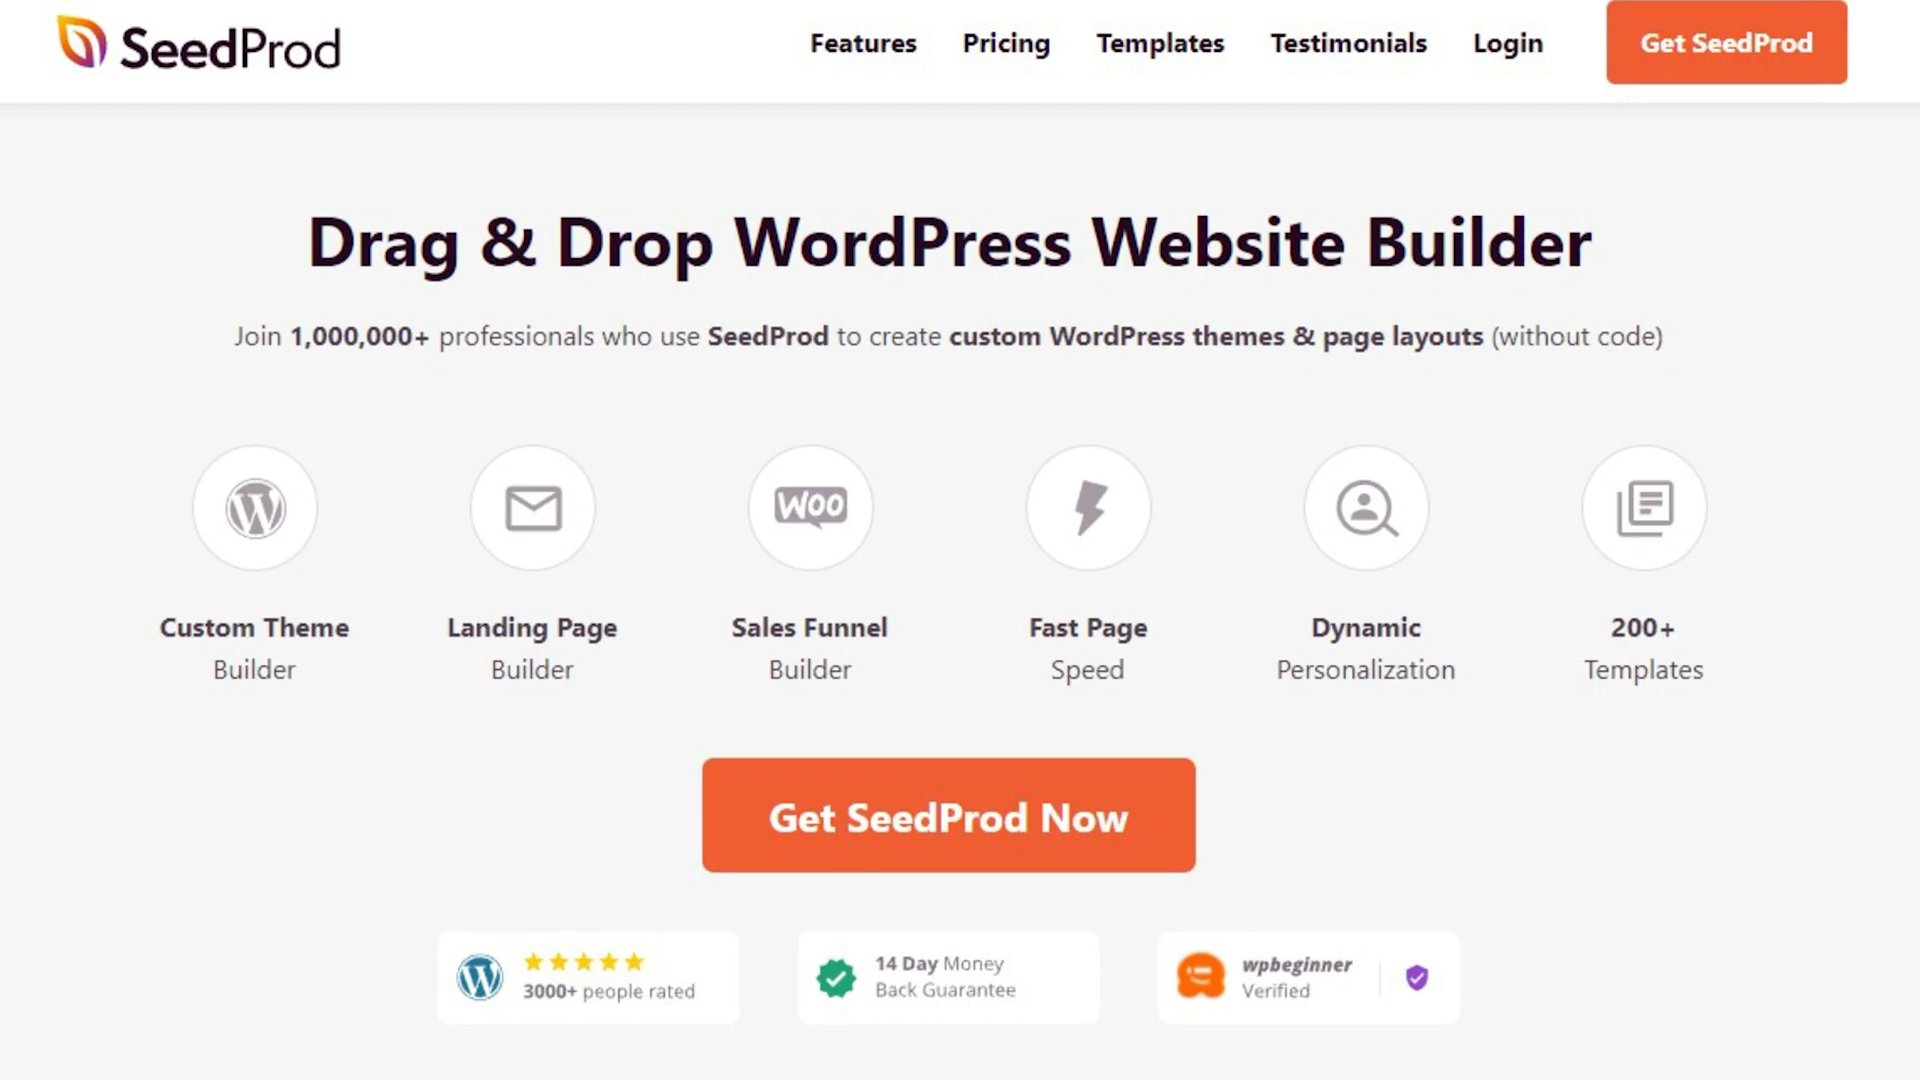 SeedProd
Features Pricing Templates Testimonials Login Get SeedProd
Drag & Drop WordPress Website Builder
Join 1,000,000+ professionals who use SeedProd to create custom WordPress themes & page layouts (without code)
W
WOO
Custom Theme
Builder
Landing Page
Builder
Sales Funnel
Builder
Fast Page
Speed
Dynamic
Personalization
200+
Templates
Get SeedProd Now
W
3000+ people rated
14 Day Money
Back Guarantee
wpbeginner
Verified